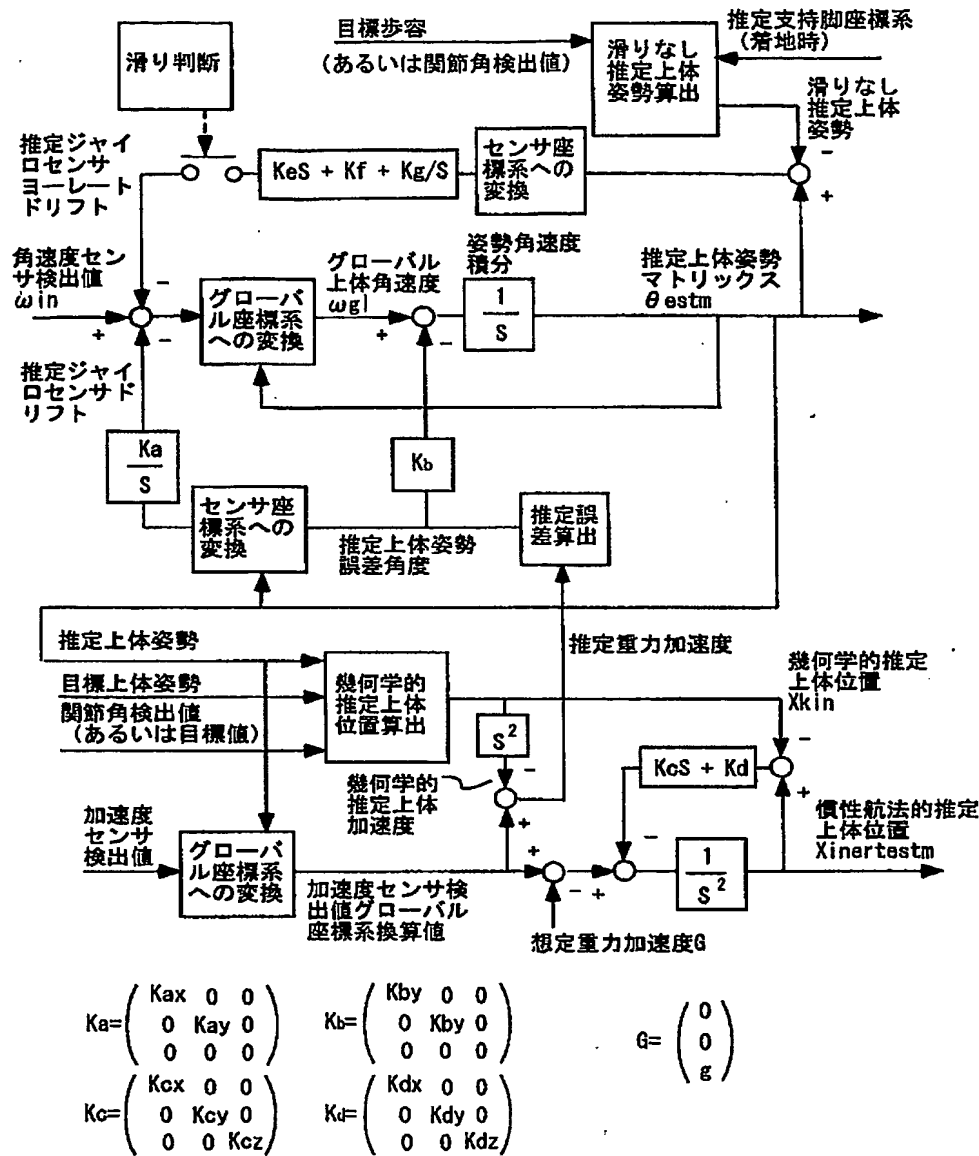 目標歩容
(あるいは関節角検出値)
推定支持脚座標系
(着地時)
滑り判断
滑りなし
推定上体
姿勢算出
滑りなし
推定上体
姿勢
推定ジャイ
ロセンサ
ヨーレート
ドリフト
KeS + Kf + Kg/S
センサ座
標系への
変換
−
+
角速度セン
サ検出値
ωin
グローバ
ル座標系
への変換
グローバル
上体角速度
ωgl
姿勢角速度
積分
1
S
推定上体姿勢
マトリックス
θestm
−
+
−
+
−
推定ジャイ
ロセンサド
リフト
Ka
S
Kb
センサ座
標系への
変換
推定上体姿勢
誤差角度
推定誤
差算出
推定上体姿勢
目標上体姿勢
関節角検出値
(あるいは目標値)
幾何学的
推定上体
位置算出
推定重力加速度
幾何学的推定
上体位置
Xkin
S2
−
+
幾何学的
推定上体
加速度
KcS + Kd
−
+
加速度
センサ
検出値
グローバ
ル座標系
への変換
加速度センサ検
出値グローバル
座標系換算値
+
−
+
−
1
S2
慣性航法的推定
上体位置
Xinertestm
想定重力加速度G
Ka=
Kax 0 0
0 Kay 0
0 0 0
Kb=
Kby 0 0
0 Kby 0
0 0 0
G=
0
0
g
Kc=
Kcx 0 0
0 Kcy 0
0 0 Kcz
Kd=
Kdx 0 0
0 Kdy 0
0 0 Kdz